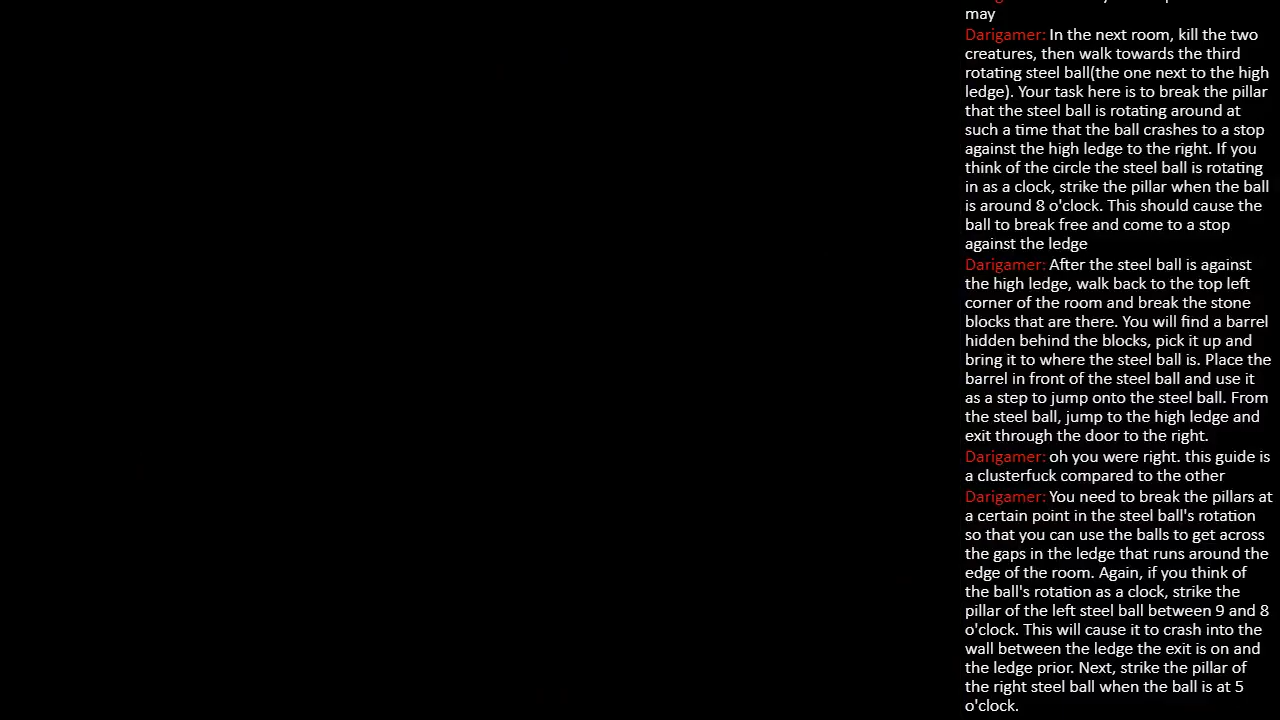 may
Darigamer: In the next room, kill the two
creatures, then walk towards the third
rotating steel ball(the one next to the high
ledge). Your task here is to break the pillar
that the steel ball is rotating around at
such a time that the ball crashes to a stop
against the high ledge to the right. If you
think of the circle the steel ball is rotating
in as a clock, strike the pillar when the ball
is around 8 o'clock. This should cause the
ball to break free and come to a stop
against the ledge
Darigamer: After the steel ball is against
the high ledge, walk back to the top left
corner of the room and break the stone
blocks that are there. You will find a barrel
hidden behind the blocks, pick it up and
bring it to where the steel ball is. Place the
barrel in front of the steel ball and use it
as a step to jump onto the steel ball. From
the steel ball, jump to the high ledge and
exit through the door to the right.
Darigamer: oh you were right. this guide is
a clusterfuck compared to the other
Darigamer: You need to break the pillars at
a certain point in the steel ball's rotation
so that you can use the balls to get across
the gaps in the ledge that runs around the
edge of the room. Again, if you think of
the ball's rotation as a clock, strike the
pillar of the left steel ball between 9 and 8
o'clock. This will cause it to crash into the
wall between the ledge the exit is on and
the ledge prior. Next, strike the pillar of
the right steel ball when the ball is at 5
o'clock.